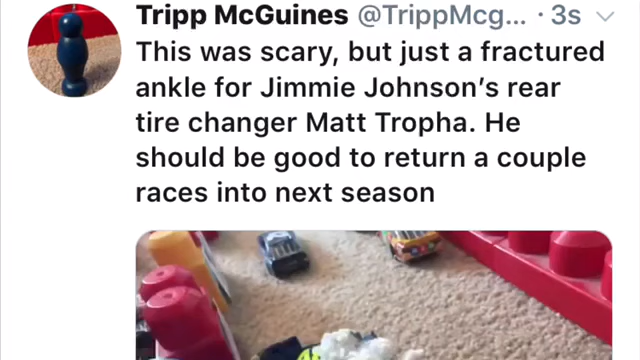 Tripp McGuines @TrippMcg... · 3s
This was scary, but just a fractured
ankle for Jimmie Johnson’s rear
tire changer Matt Tropha. He
should be good to return a couple
races into next season